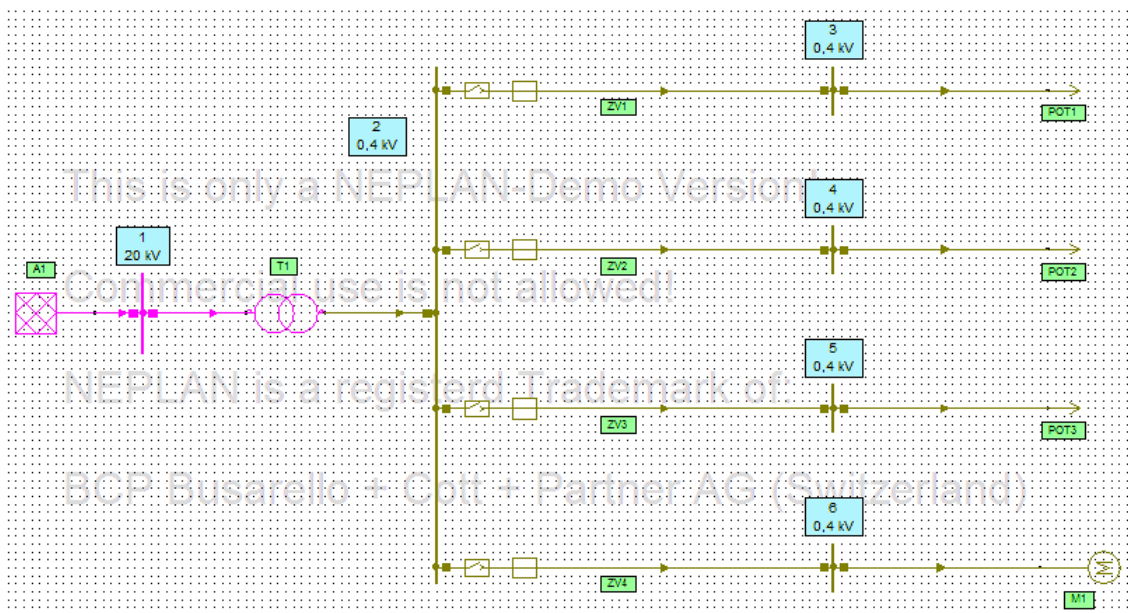 3
0,4 kV
ZV1
POT1
2
0,4 kV
This is only a NEPLAN-Demo Version!
4
0,4 kV
1
20 kV
A1
T1
ZV2
POT2
Commercial use is not allowed!
5
0,4 kV
NEPLAN is a registerd Trademark of:
ZV3
POT3
BCP Busarello + Cott + Partner AG (Switzerland)
6
0,4 kV
M
ZV4
M1